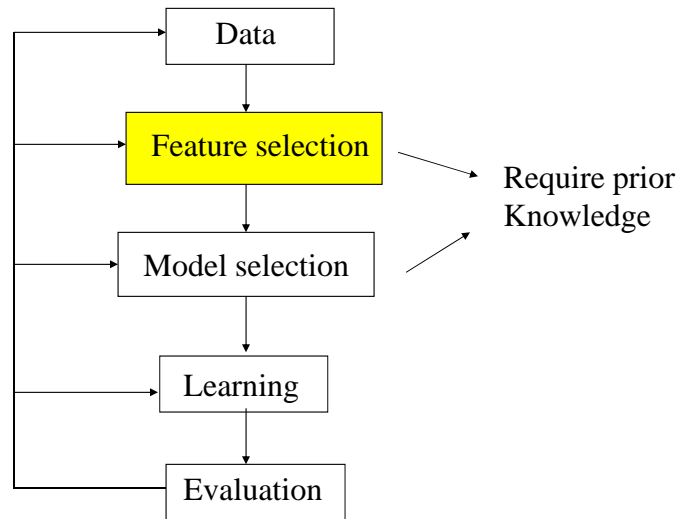 Data
Feature selection
Require prior
Knowledge
Model selection
Learning
Evaluation